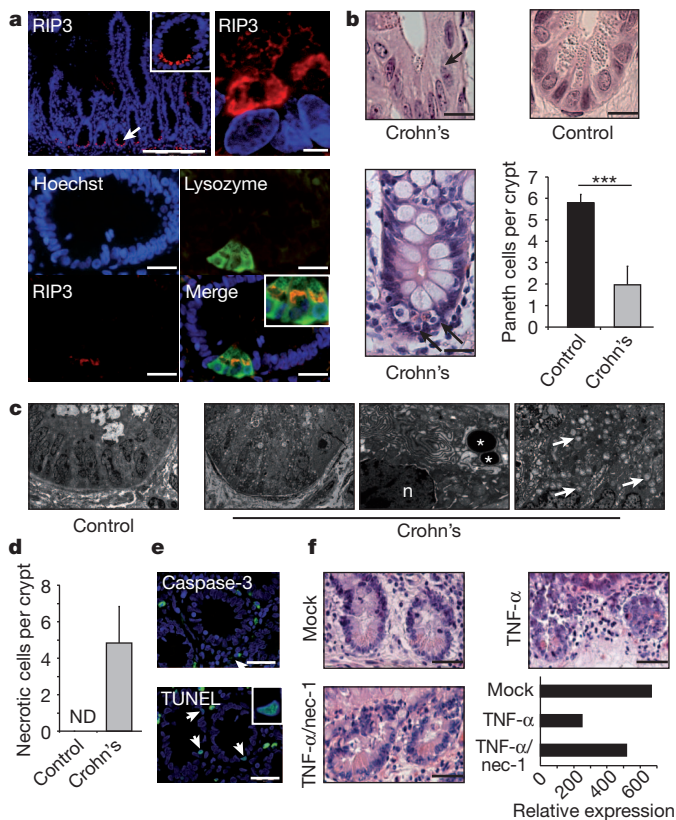 a
RIP3
Hoechst
Lysozyme
RIP3
Merge
b
Crohn's
Control
Crohn's
Paneth cells per crypt
7
6
5
4
3
2
1
0
***
Control
Crohn's
c
Control
n
*
*
Crohn's
d
Necrotic cells per crypt
8
6
4
2
0
ND
Control
Crohn's
e
Caspase-3
TUNEL
f
Mock
TNF-α
TNF-α/nec-1
Mock
TNF-α
TNF-α/
nec-1
0
200
400
600
Relative expression